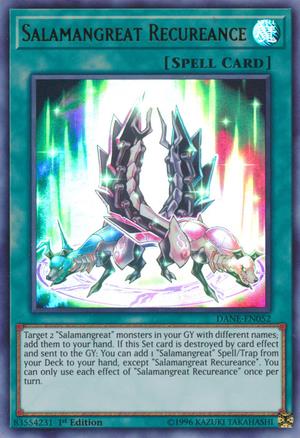 Salamangreat Recureance
[Spell Card]
DANE-EN052
Target 2 "Salamangreat" monsters in your GY with different names;
add them to your hand. If this Set card is destroyed by card effect
and sent to the GY: You can add 1 "Salamangreat" Spell/Trap from
your Deck to your hand, except "Salamangreat Recureance". You
can only use each effect of "Salamangreat Recureance" once per
turn.
83554231 1st Edition ©1996 KAZUKI TAKAHASHI